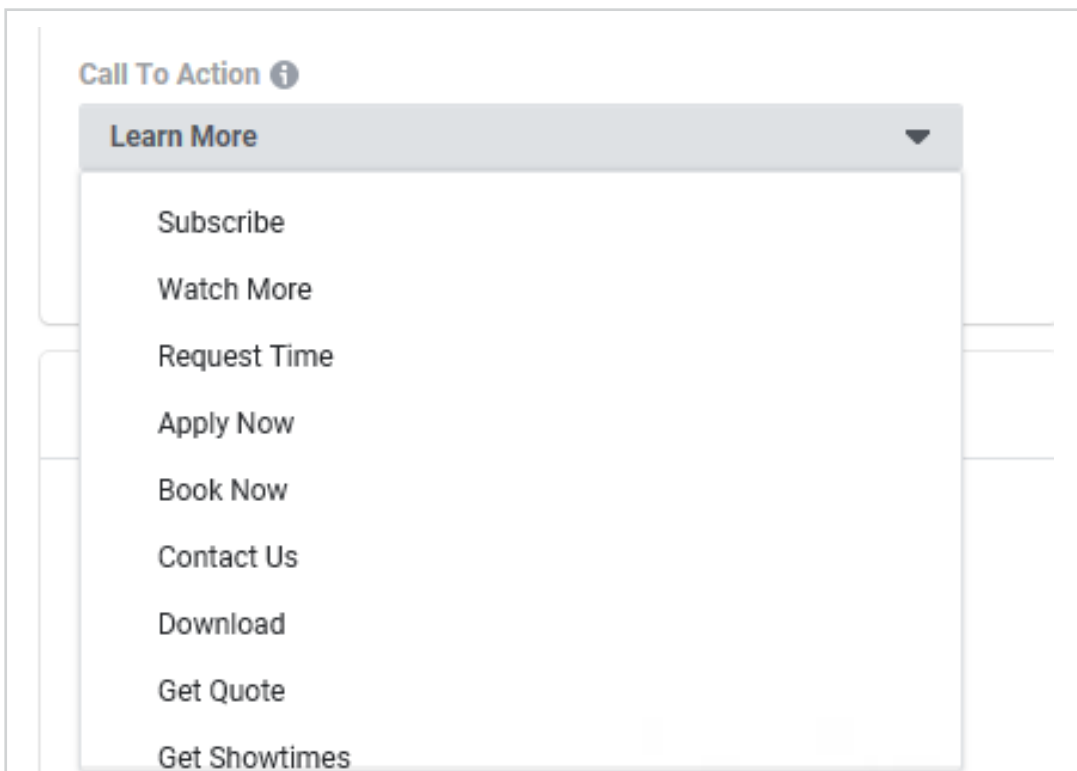 Call To Action
Learn More
Subscribe
Watch More
Request Time
Apply Now
Book Now
Contact Us
Download
Get Quote
Get Showtimes